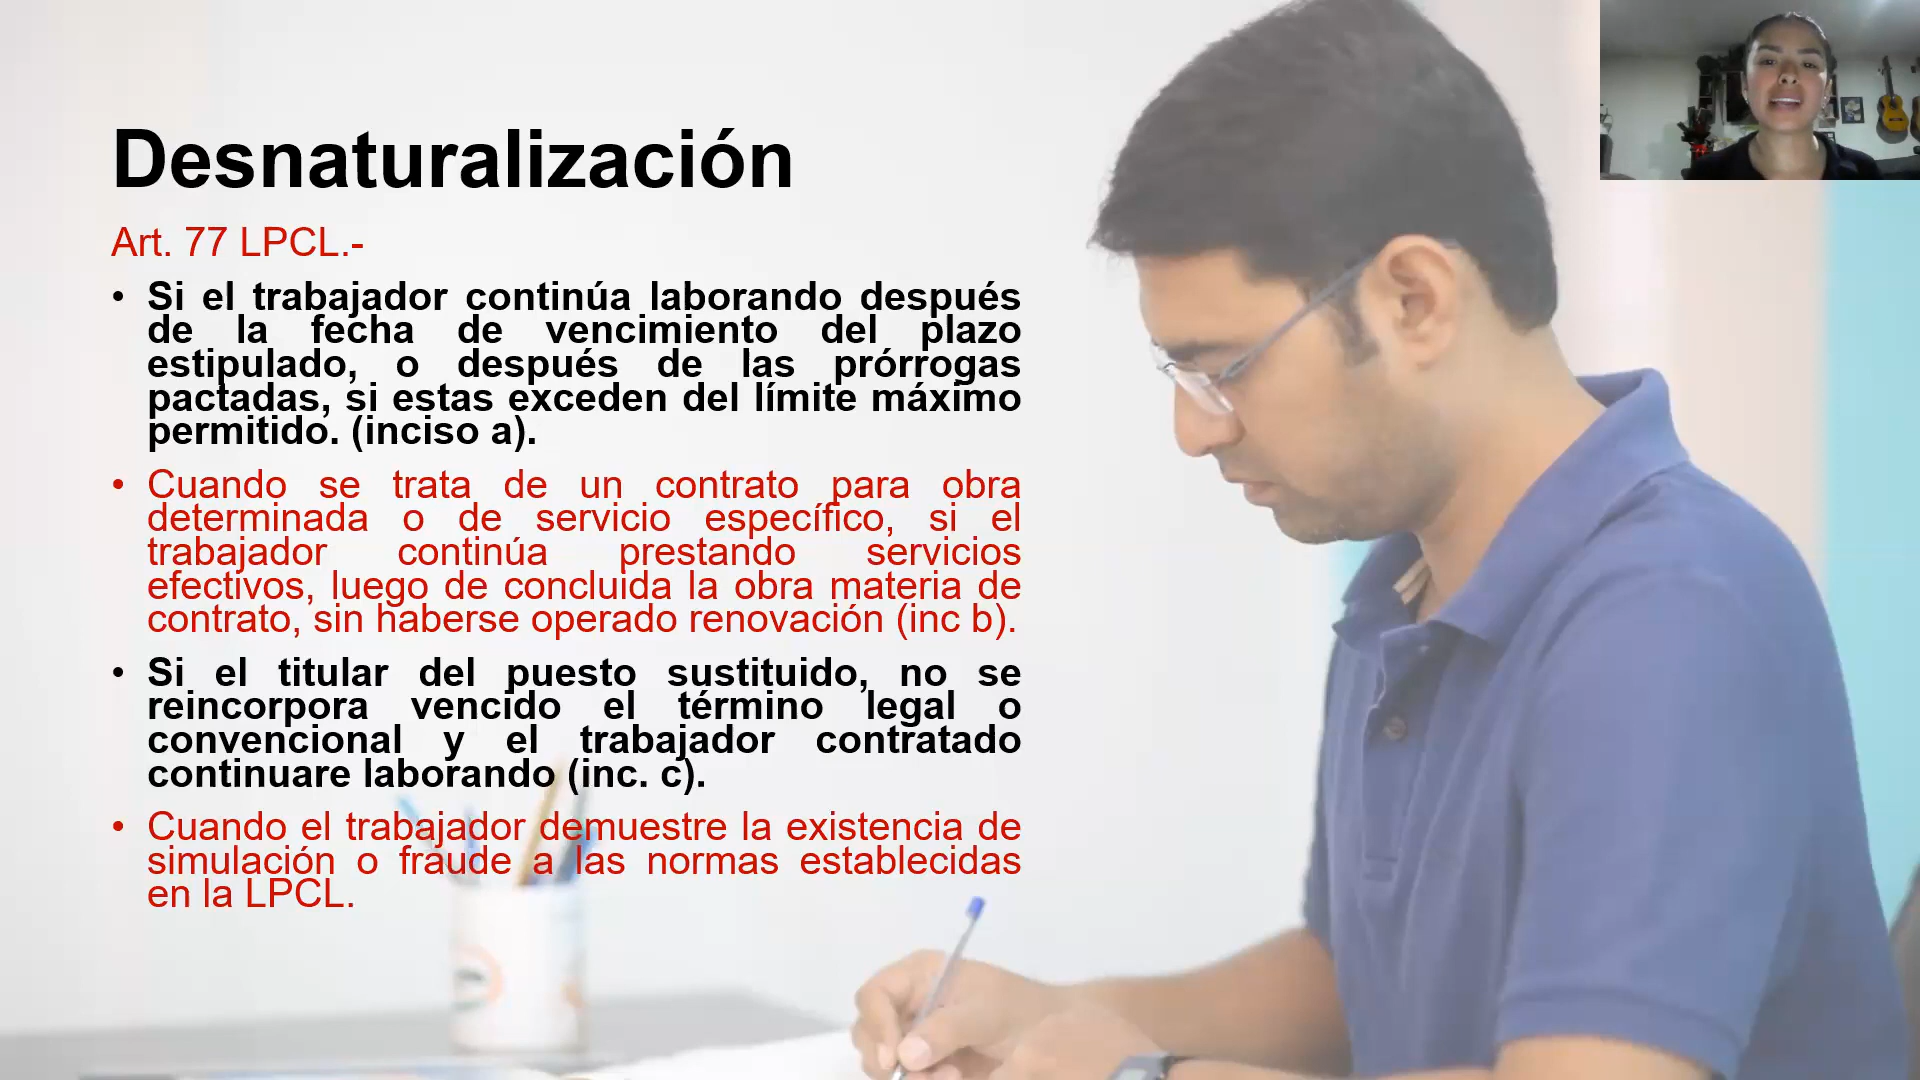 Desnaturalización
Art. 77 LPCL.-
• Si el trabajador continúa laborando después
de la fecha de vencimiento del plazo
estipulado, o después de las prórrogas
pactadas, si estas exceden del límite máximo
permitido. (inciso a).
• Cuando se trata de un contrato para obra
determinada o de servicio específico, si el
trabajador continúa prestando servicios
efectivos, luego de concluida la obra materia de
contrato, sin haberse operado renovación (inc b).
• Si el titular del puesto sustituido, no se
reincorpora vencido el término legal o
convencional y el trabajador contratado
continuare laborando (inc. c).
• Cuando el trabajador demuestre la existencia de
simulación o fraude a las normas establecidas
en la LPCL.